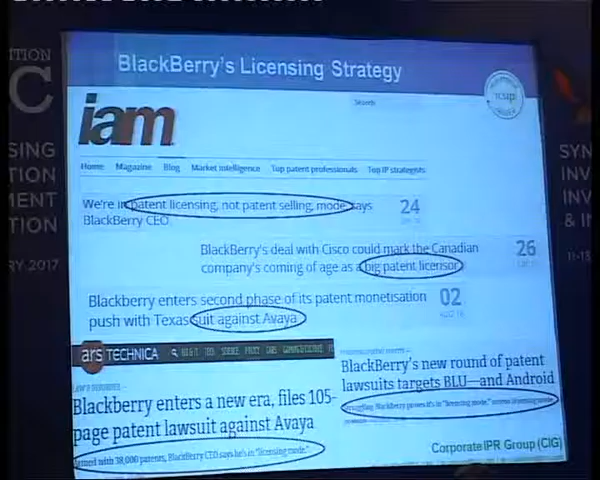 BlackBerry's Licensing Strategy
iam
Search
Home Magazine Blog Market Intelligence Top patent professionals Top IP strategists
We're in patent licensing, not patent selling, mode, says
BlackBerry CEO
24
BlackBerry's deal with Cisco could mark the Canadian
company's coming of age as a big patent licensor
26
Blackberry enters second phase of its patent monetisation
push with Texas suit against Avaya
02
ars TECHNICA
Blackberry enters a new era, files 105-
page patent lawsuit against Avaya
Armed with 38,000 patents, BlackBerry CEO says he's in "licensing mode."
BlackBerry's new round of patent
lawsuits targets BLU—and Android
Corporate IPR Group (CIG)
ITION
C
SING
TION
MENT
TION
RY 2017
SYN
INV
INV
& I
11-15